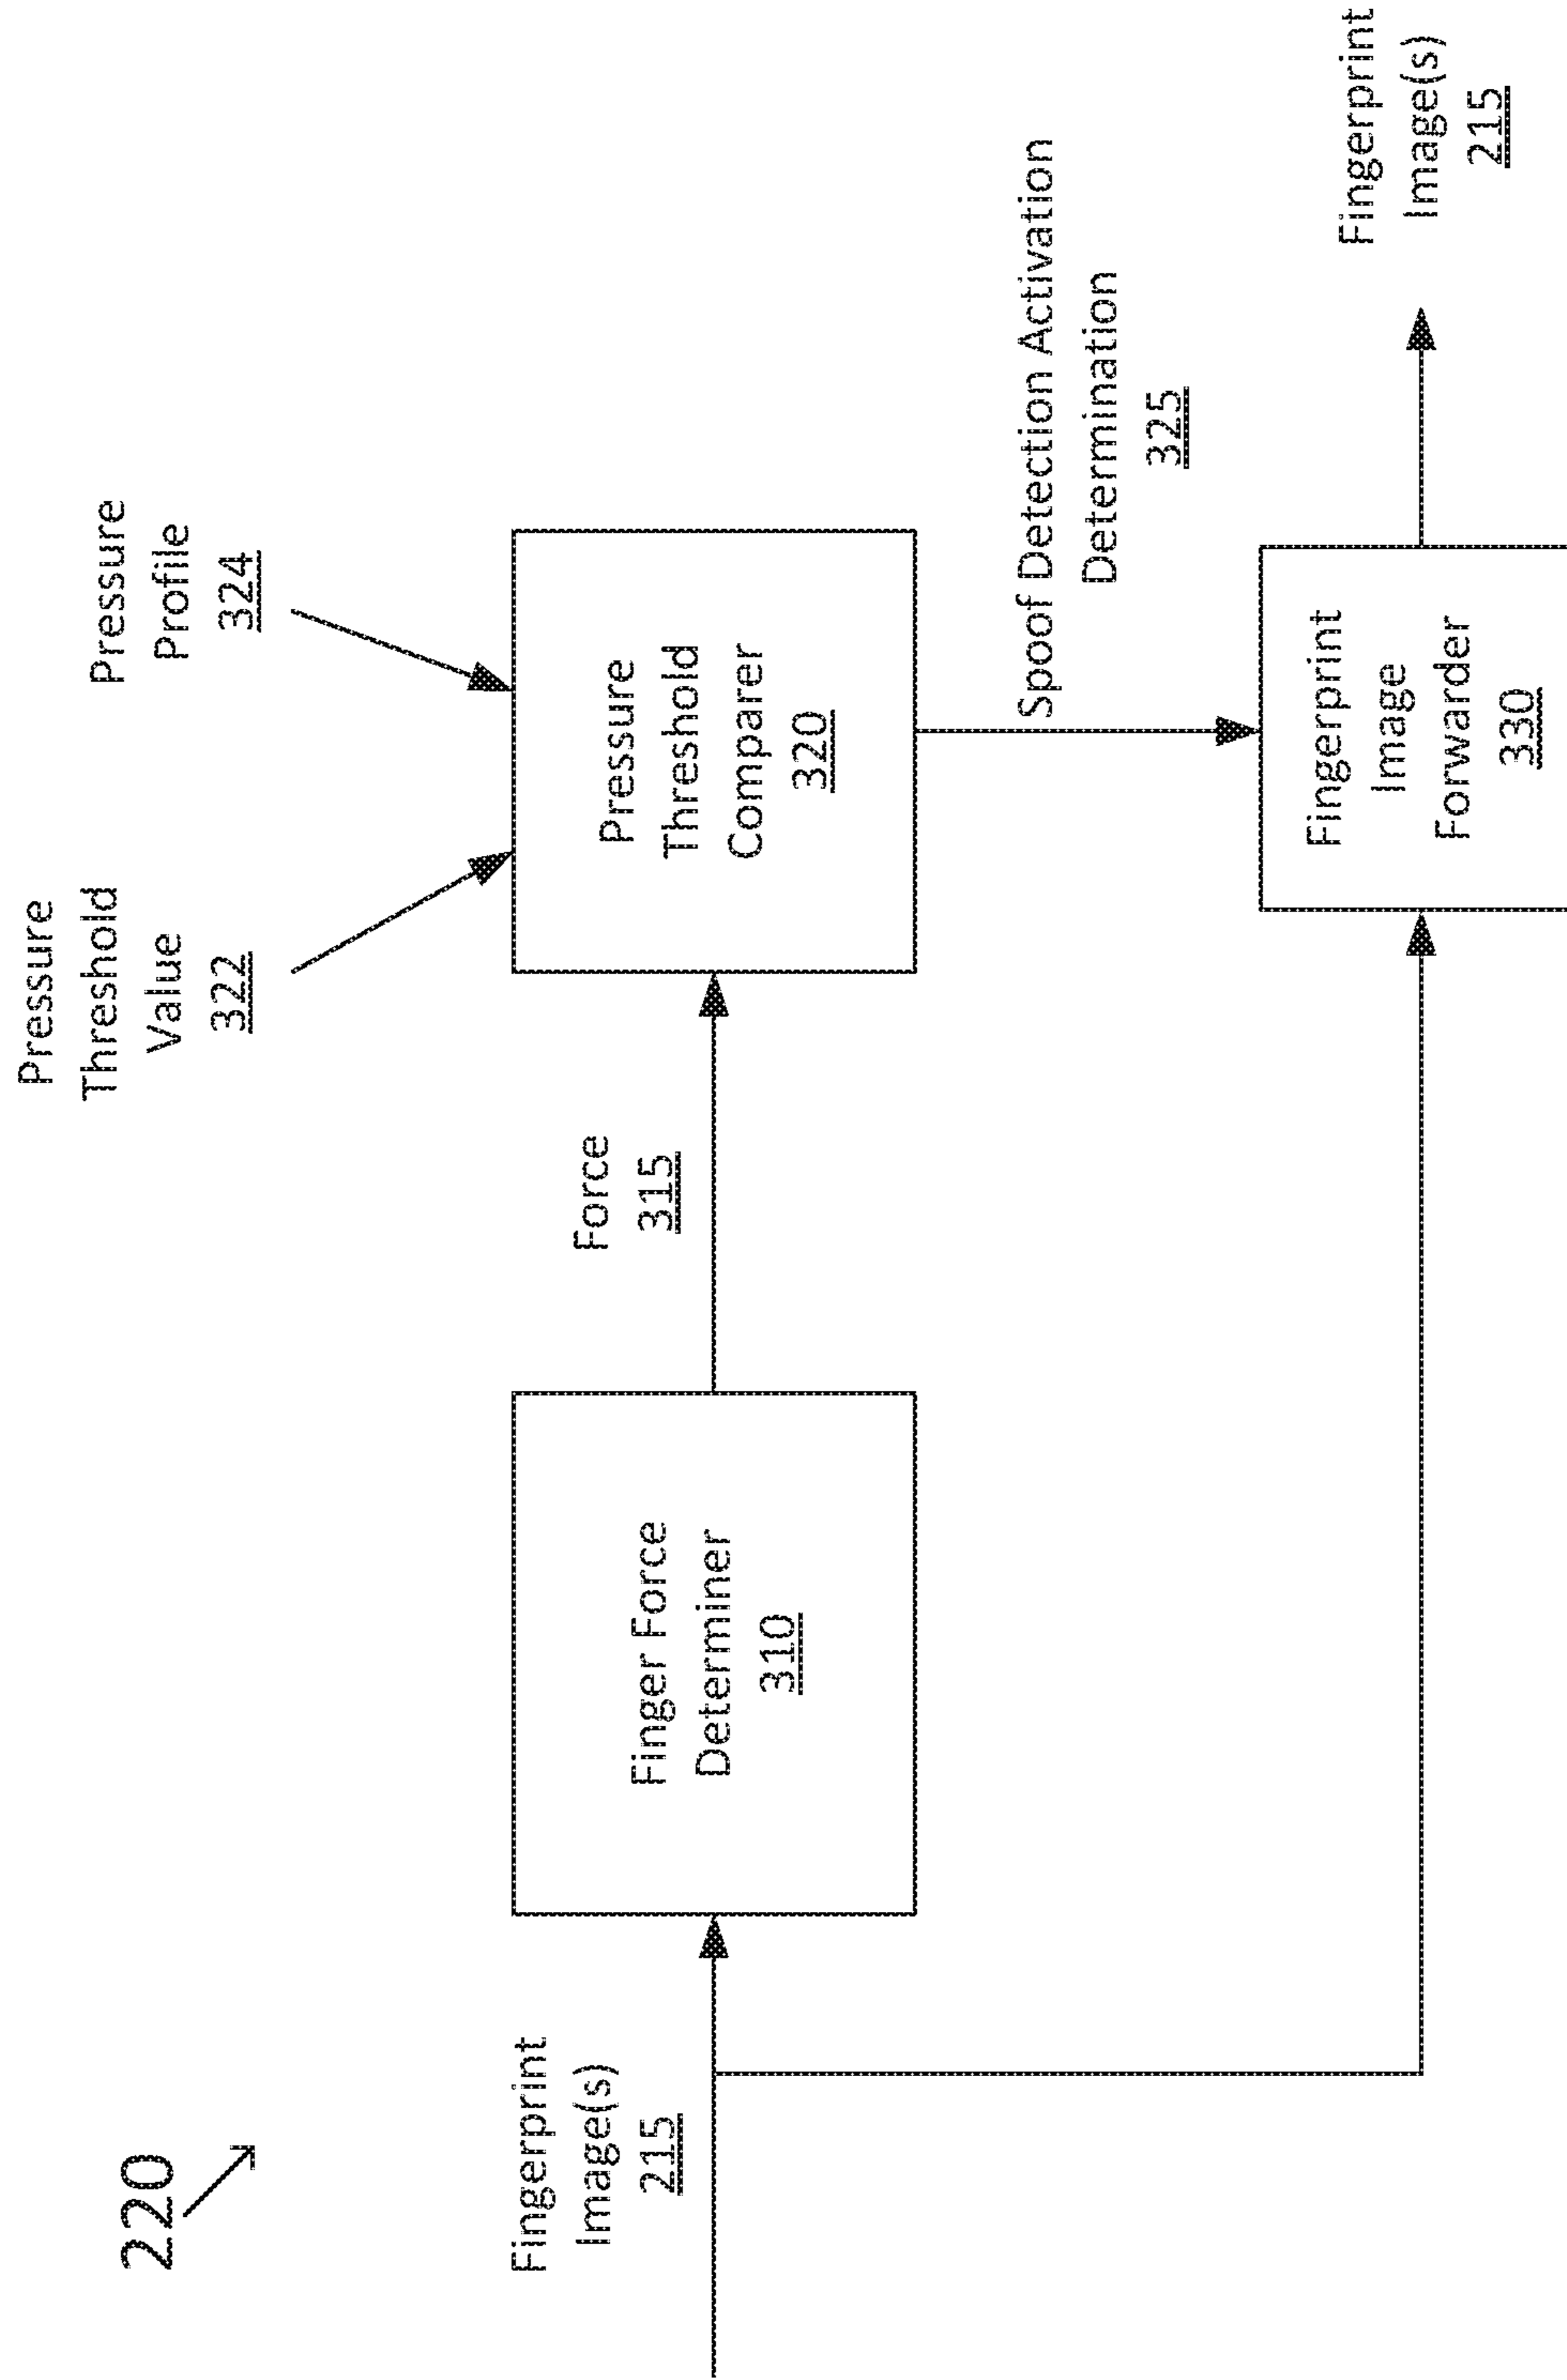 220
Fingerprint
Image(s)
215
Finger Force
Determiner
310
Force
315
Pressure
Threshold
Value
322
Pressure
Profile
324
Pressure
Threshold
Comparer
320
Spoof Detection Activation
Determination
325
Fingerprint
Image
Forwarder
330
Fingerprint
Image(s)
215